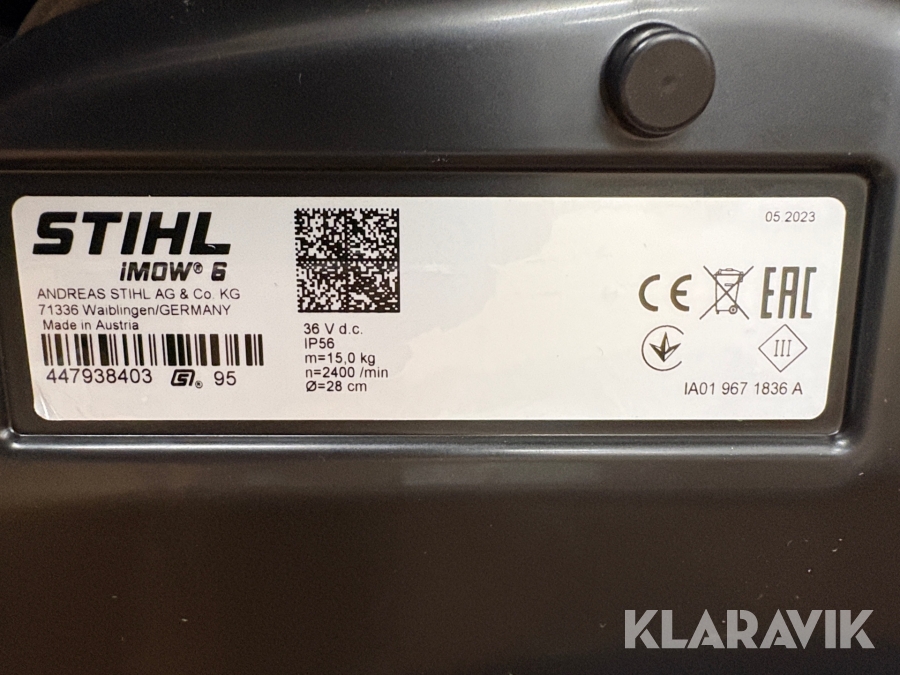 STIHL
iMOW® 6
ANDREAS STIHL AG & Co. KG
71336 Waiblingen/GERMANY
Made in Austria
447938403 S® 95
36 V d.c.
IP56
m=15,0 kg
n=2400 /min
Ø=28 cm
05.2023
CE EAC
III
IA01 967 1836 A
KLARAVIK